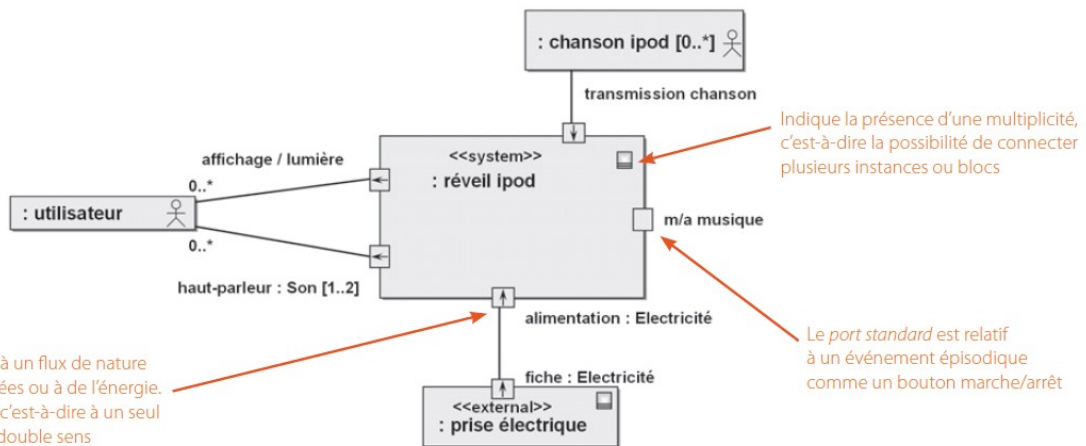 : chanson ipod [0..*]
transmission chanson
Indique la présence d'une multiplicité,
c'est-à-dire la possibilité de connecter
plusieurs instances ou blocs
affichage / lumière
<<system>>
: réveil ipod
0..*
: utilisateur
m/a musique
0..*
haut-parleur : Son [1..2]
alimentation : Electricité
Le port standard est relatif
à un événement épisodique
comme un bouton marche/arrêt
à un flux de nature
ées ou à de l'énergie.
c'est-à-dire à un seul
double sens
fiche : Electricité
<<external>>
: prise électrique